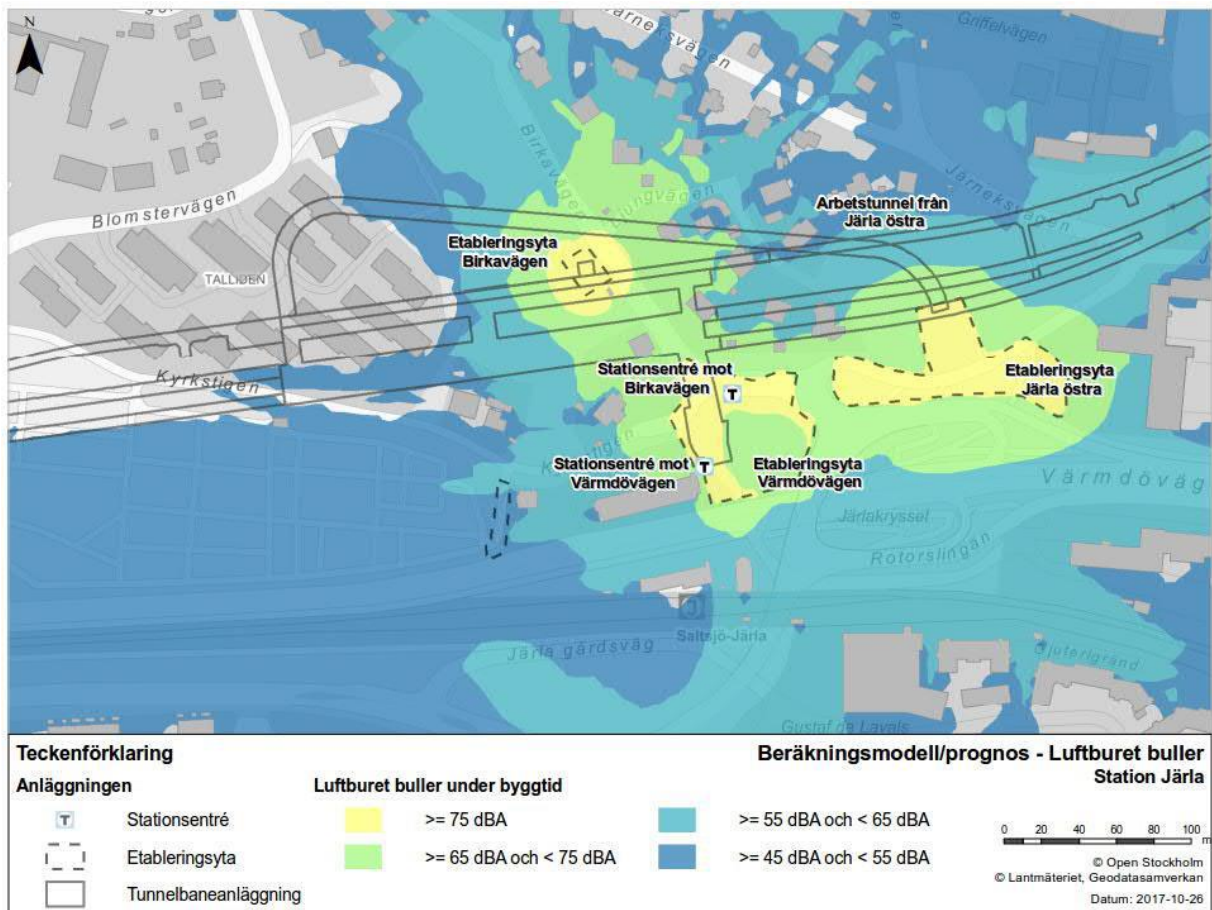 N
Järneksvägen
Griffelvägen
Birkavägen
Ljungvägen
Järneksvägen
Blomstervägen
Arbetstunnel från
Järla östra
Etableringsyta
Birkavägen
TALLIDEN
Kyrkstigen
Stationsentré mot
Birkavägen
T
Etableringsyta
Järla östra
Stationsentré mot
Värmdövägen
T
Etableringsyta
Värmdövägen
Värmdöväg
Järlakrysset
Rotorslingan
J
Saltsjö-Järla
Järla gårdsväg
Gjuterigränd
Gustaf de Lavals
Teckenförklaring
Anläggningen
T Stationsentré
Etableringsyta
Tunnelbaneanläggning
Luftburet buller under byggtid
>= 75 dBA
>= 65 dBA och < 75 dBA
>= 55 dBA och < 65 dBA
>= 45 dBA och < 55 dBA
Beräkningsmodell/prognos - Luftburet buller
Station Järla
0 20 40 60 80 100
m
© Open Stockholm
© Lantmäteriet, Geodatasamverkan
Datum: 2017-10-26